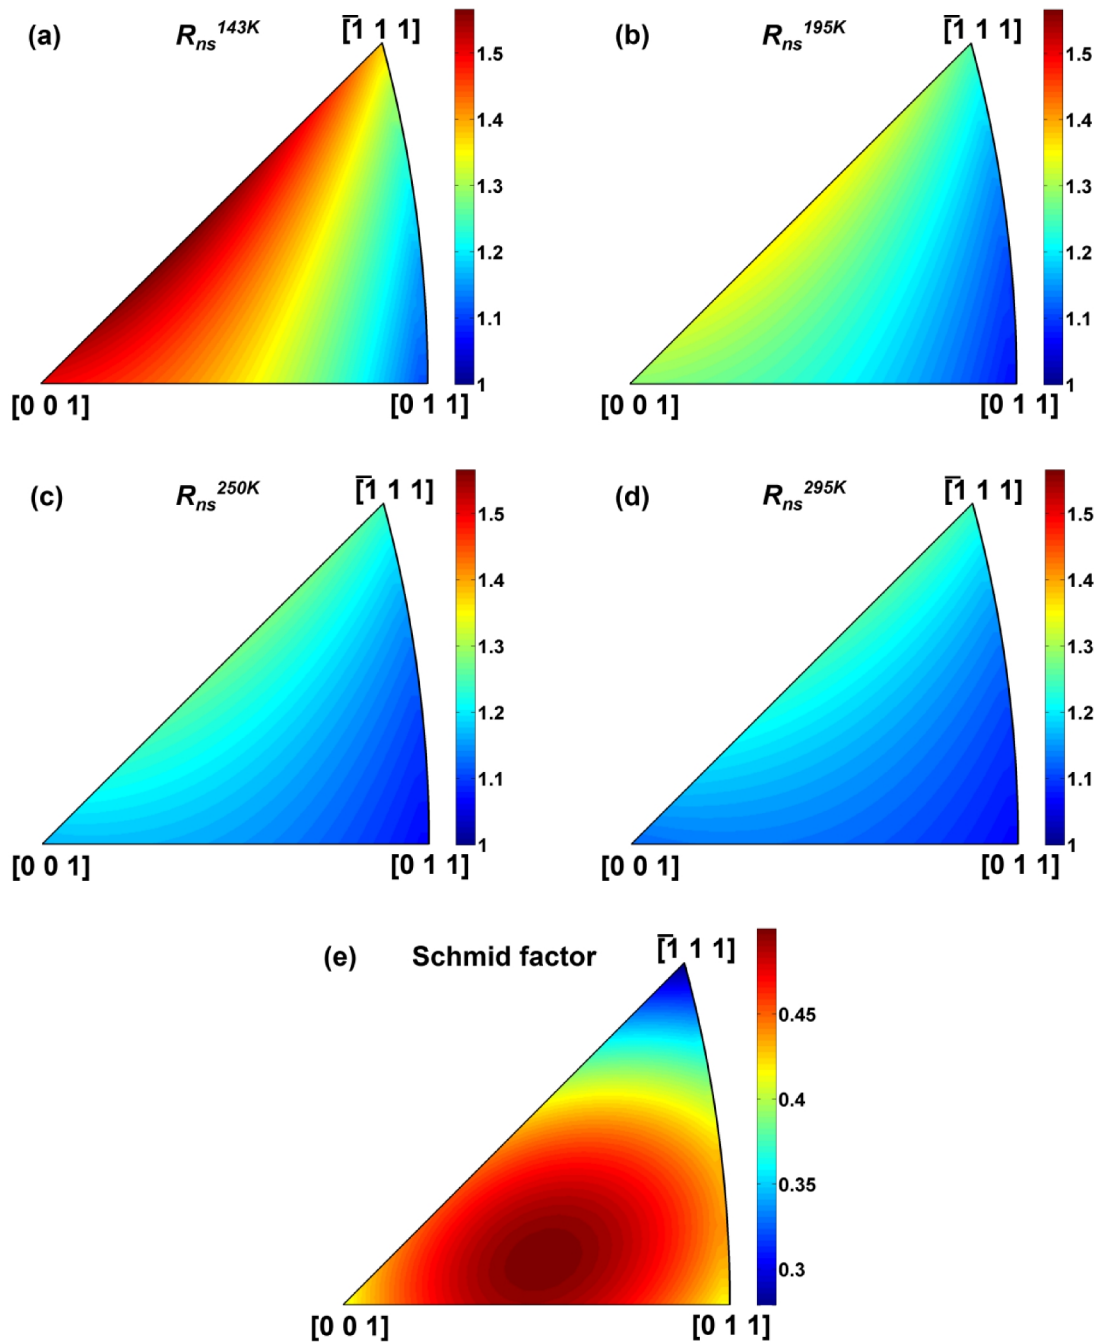 (a) R_ns^143K [1̅ 1 1]
1.5
1.4
1.3
1.2
1.1
1
[0 0 1] [0 1 1]
(b) R_ns^195K [1̅ 1 1]
1.5
1.4
1.3
1.2
1.1
1
[0 0 1] [0 1 1]
(c) R_ns^250K [1̅ 1 1]
1.5
1.4
1.3
1.2
1.1
1
[0 0 1] [0 1 1]
(d) R_ns^295K [1̅ 1 1]
1.5
1.4
1.3
1.2
1.1
1
[0 0 1] [0 1 1]
(e) Schmid factor [1̅ 1 1]
0.45
0.4
0.35
0.3
[0 0 1] [0 1 1]